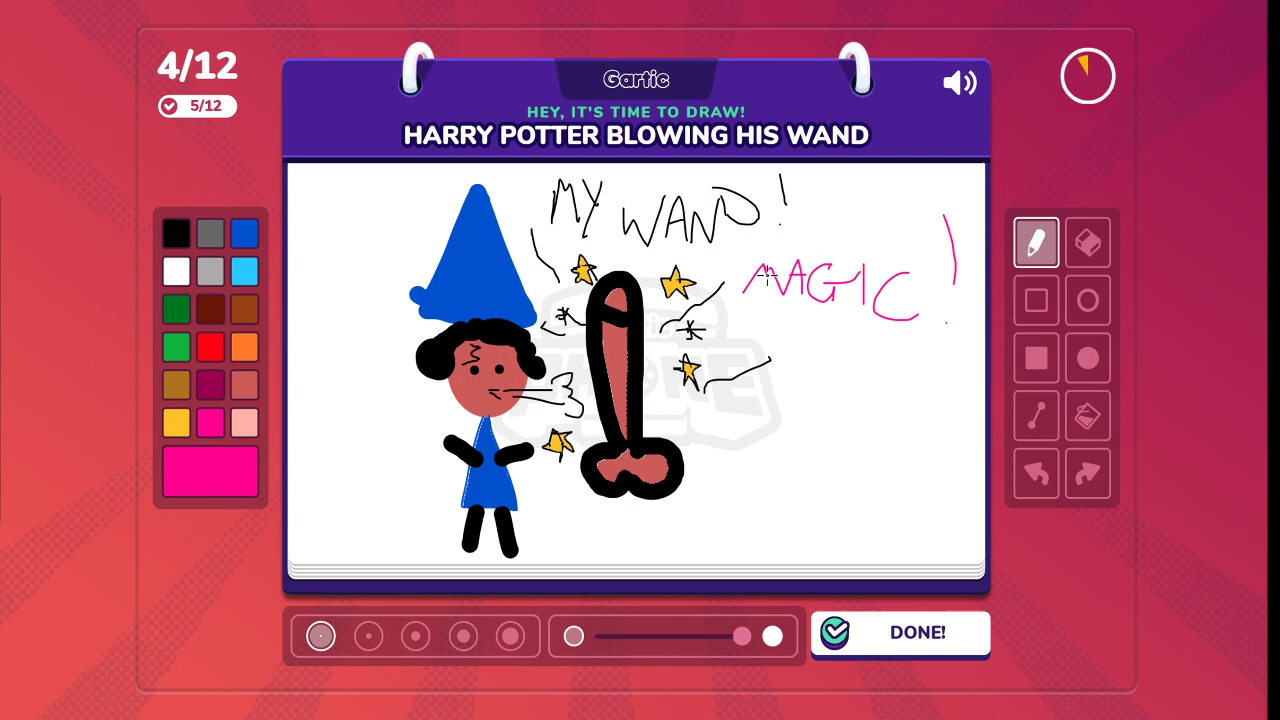 4/12
5/12
Gartic
HEY, IT'S TIME TO DRAW!
HARRY POTTER BLOWING HIS WAND
MY WAND!
MAGIC!
PHONE
DONE!